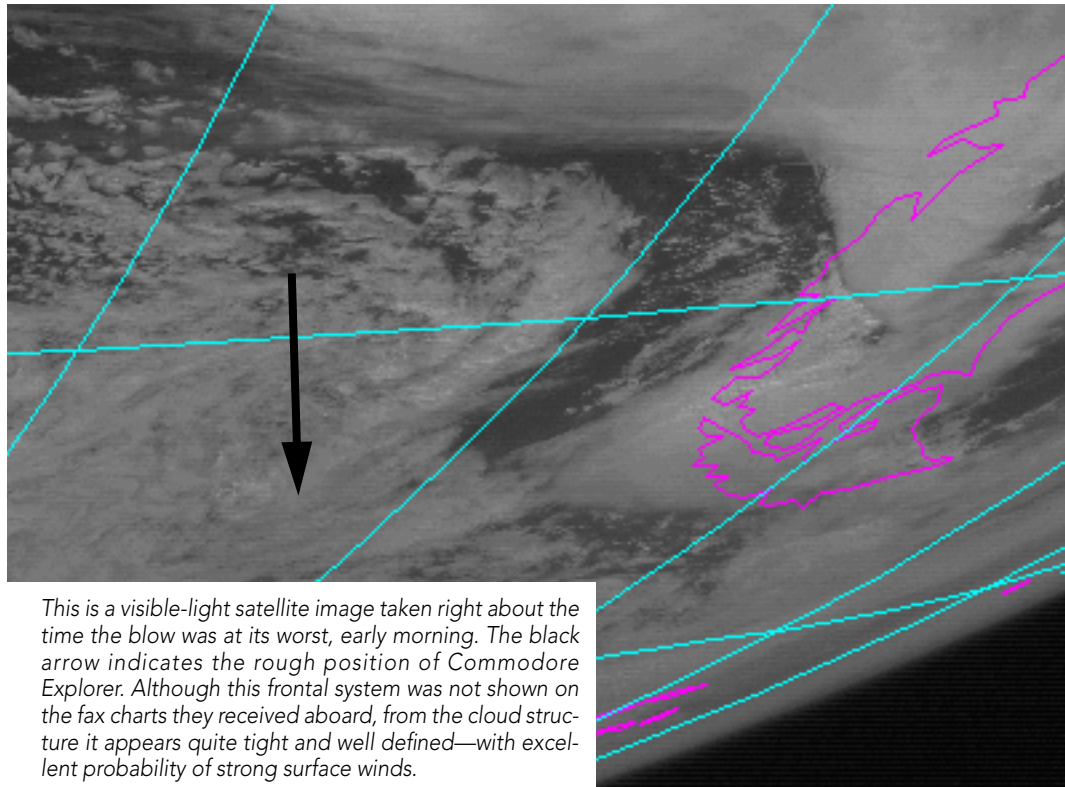 This is a visible-light satellite image taken right about the
time the blow was at its worst, early morning. The black
arrow indicates the rough position of Commodore
Explorer. Although this frontal system was not shown on
the fax charts they received aboard, from the cloud struc-
ture it appears quite tight and well defined—with excel-
lent probability of strong surface winds.